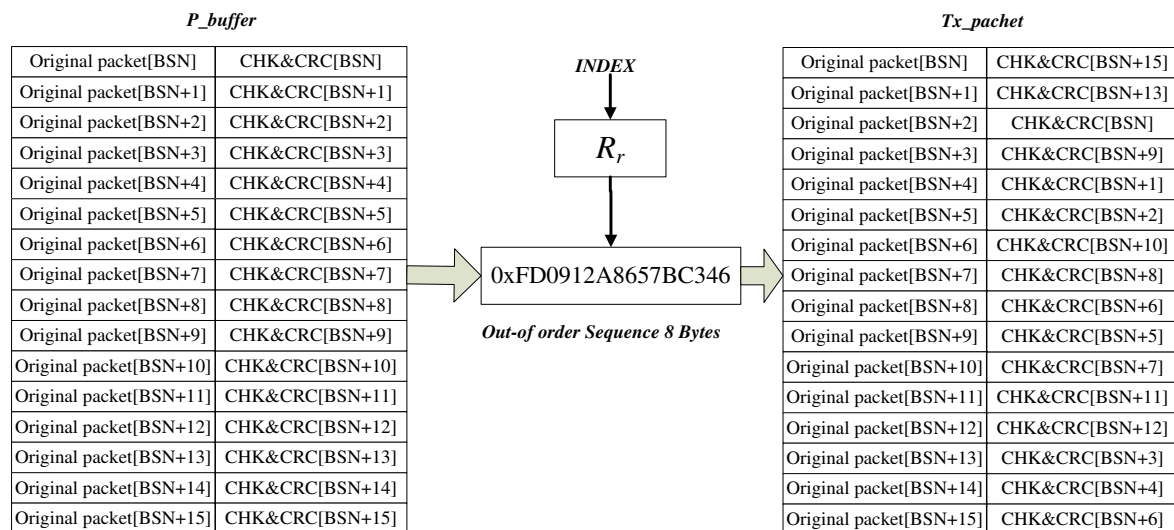 P_buffer
Original packet[BSN] CHK&CRC[BSN]
Original packet[BSN+1] CHK&CRC[BSN+1]
Original packet[BSN+2] CHK&CRC[BSN+2]
Original packet[BSN+3] CHK&CRC[BSN+3]
Original packet[BSN+4] CHK&CRC[BSN+4]
Original packet[BSN+5] CHK&CRC[BSN+5]
Original packet[BSN+6] CHK&CRC[BSN+6]
Original packet[BSN+7] CHK&CRC[BSN+7]
Original packet[BSN+8] CHK&CRC[BSN+8]
Original packet[BSN+9] CHK&CRC[BSN+9]
Original packet[BSN+10] CHK&CRC[BSN+10]
Original packet[BSN+11] CHK&CRC[BSN+11]
Original packet[BSN+12] CHK&CRC[BSN+12]
Original packet[BSN+13] CHK&CRC[BSN+13]
Original packet[BSN+14] CHK&CRC[BSN+14]
Original packet[BSN+15] CHK&CRC[BSN+15]
INDEX
R_r
0xFD0912A8657BC346
Out-of order Sequence 8 Bytes
Tx_pachet
Original packet[BSN] CHK&CRC[BSN+15]
Original packet[BSN+1] CHK&CRC[BSN+13]
Original packet[BSN+2] CHK&CRC[BSN]
Original packet[BSN+3] CHK&CRC[BSN+9]
Original packet[BSN+4] CHK&CRC[BSN+1]
Original packet[BSN+5] CHK&CRC[BSN+2]
Original packet[BSN+6] CHK&CRC[BSN+10]
Original packet[BSN+7] CHK&CRC[BSN+8]
Original packet[BSN+8] CHK&CRC[BSN+6]
Original packet[BSN+9] CHK&CRC[BSN+5]
Original packet[BSN+10] CHK&CRC[BSN+7]
Original packet[BSN+11] CHK&CRC[BSN+11]
Original packet[BSN+12] CHK&CRC[BSN+12]
Original packet[BSN+13] CHK&CRC[BSN+3]
Original packet[BSN+14] CHK&CRC[BSN+4]
Original packet[BSN+15] CHK&CRC[BSN+6]